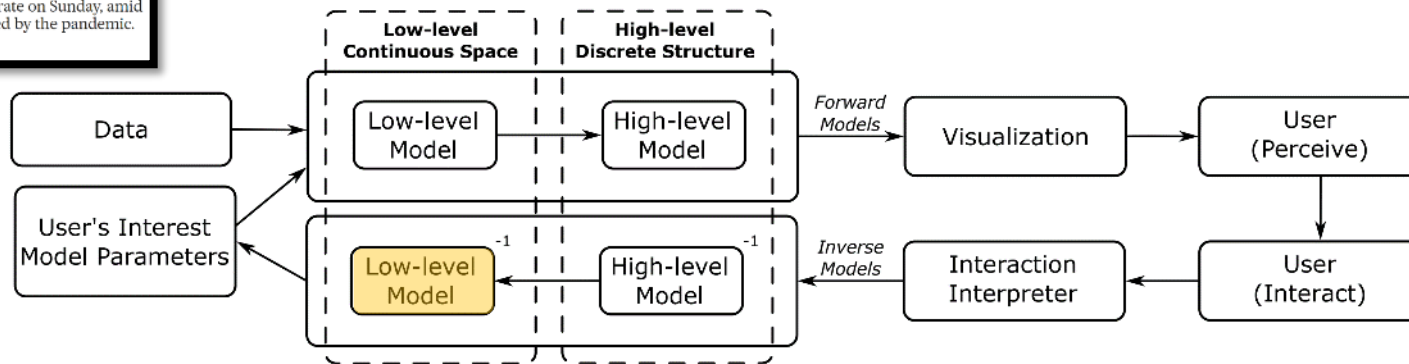 rate on Sunday, amid
ed by the pandemic.
Low-level
Continuous Space
High-level
Discrete Structure
Data
Low-level
Model
High-level
Model
Forward
Models
Visualization
User
(Perceive)
User's Interest
Model Parameters
Low-level
Model
-1
High-level
Model
-1
Inverse
Models
Interaction
Interpreter
User
(Interact)